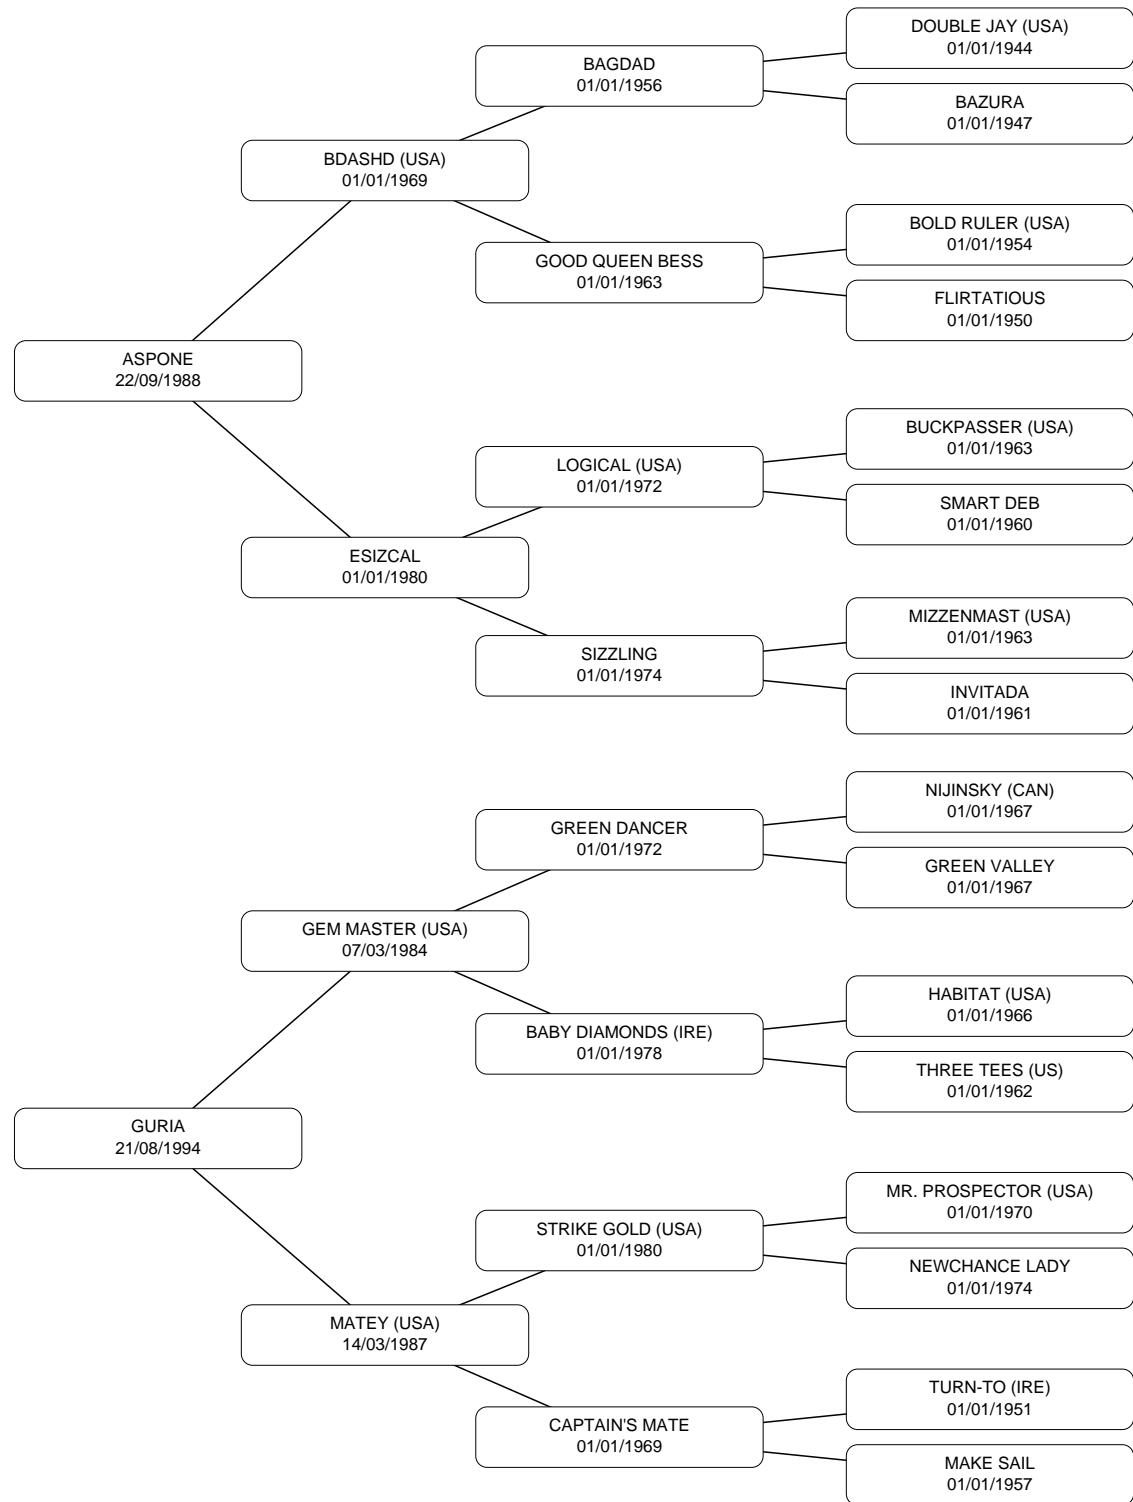 DOUBLE JAY (USA)
01/01/1944
BAGDAD
01/01/1956
BAZURA
01/01/1947
BDASHD (USA)
01/01/1969
BOLD RULER (USA)
01/01/1954
GOOD QUEEN BESS
01/01/1963
FLIRTATIOUS
01/01/1950
ASPONE
22/09/1988
BUCKPASSER (USA)
01/01/1963
LOGICAL (USA)
01/01/1972
SMART DEB
01/01/1960
ESIZCAL
01/01/1980
MIZZENMAST (USA)
01/01/1963
SIZZLING
01/01/1974
INVITADA
01/01/1961
NIJINSKY (CAN)
01/01/1967
GREEN DANCER
01/01/1972
GREEN VALLEY
01/01/1967
GEM MASTER (USA)
07/03/1984
HABITAT (USA)
01/01/1966
BABY DIAMONDS (IRE)
01/01/1978
THREE TEES (US)
01/01/1962
GURIA
21/08/1994
MR. PROSPECTOR (USA)
01/01/1970
STRIKE GOLD (USA)
01/01/1980
NEWCHANCE LADY
01/01/1974
MATEY (USA)
14/03/1987
TURN-TO (IRE)
01/01/1951
CAPTAIN'S MATE
01/01/1969
MAKE SAIL
01/01/1957